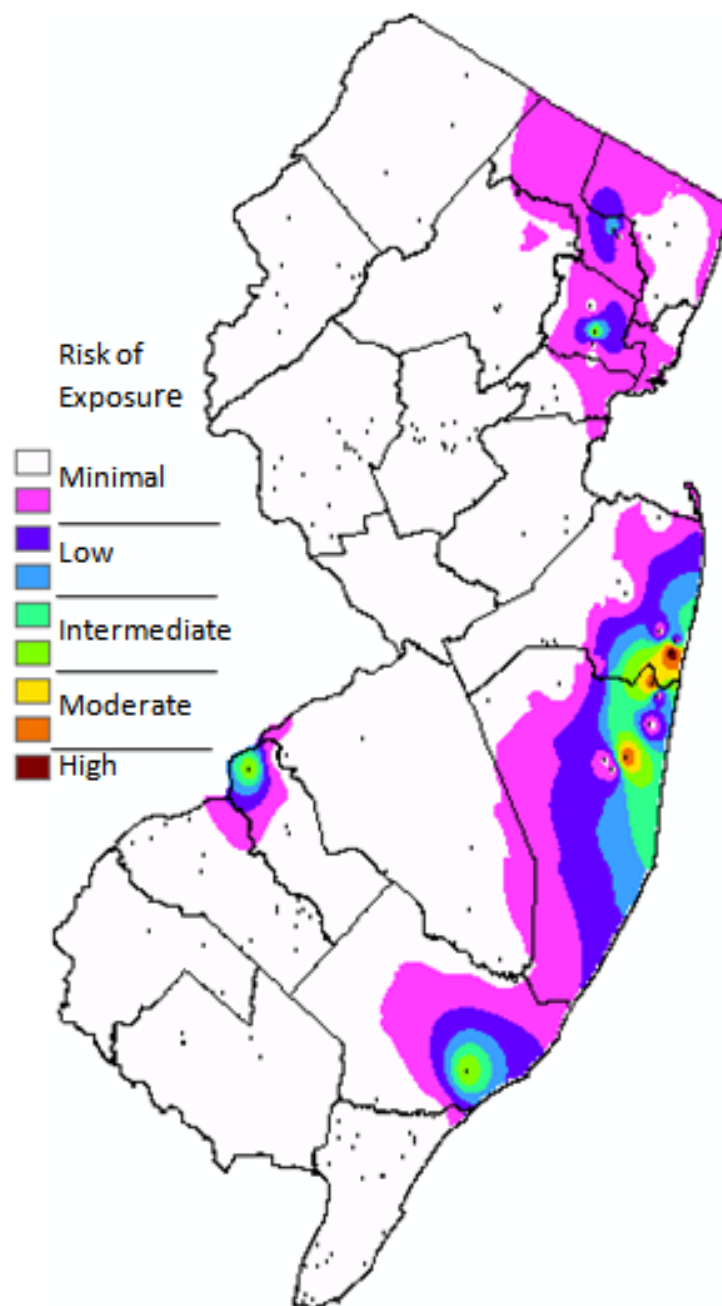 Risk of
Exposure
Minimal
Low
Intermediate
Moderate
High